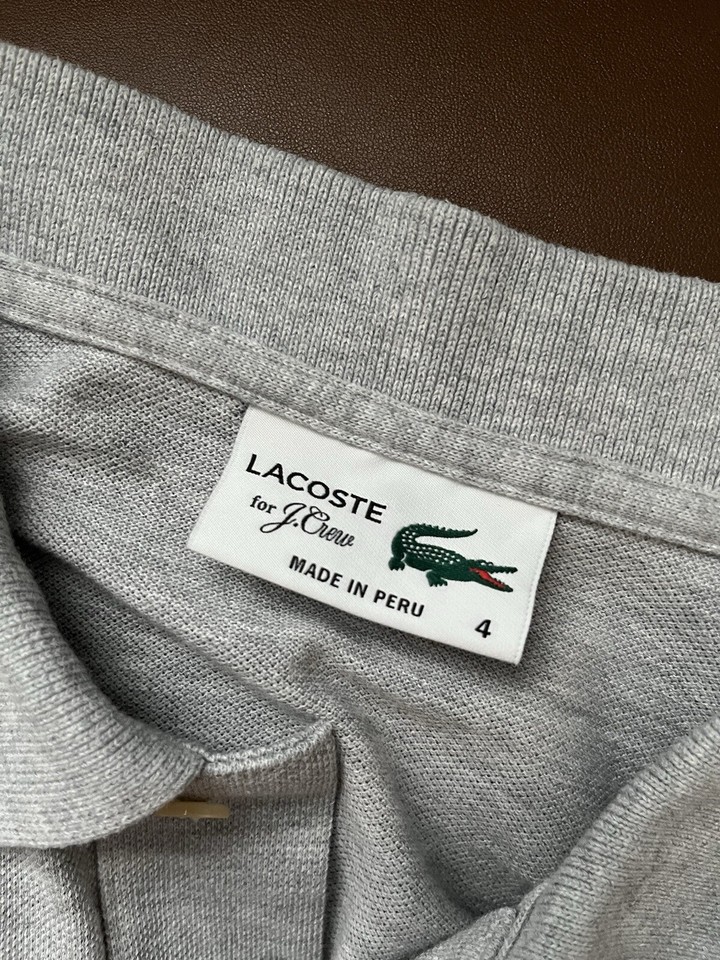 LACOSTE
for J.Crew
MADE IN PERU
4